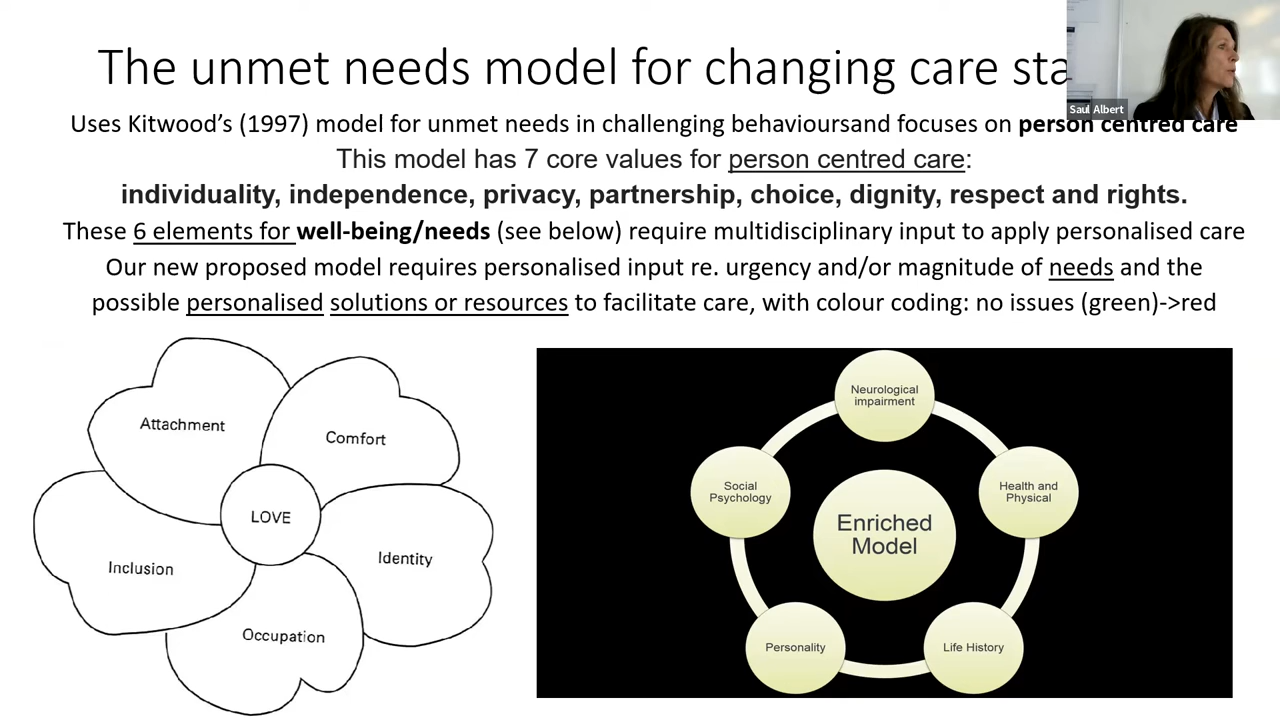 The unmet needs model for changing care sta
Saul Albert
Uses Kitwood’s (1997) model for unmet needs in challenging behavioursand focuses on person centred care
This model has 7 core values for person centred care:
individuality, independence, privacy, partnership, choice, dignity, respect and rights.
These 6 elements for well-being/needs (see below) require multidisciplinary input to apply personalised care
Our new proposed model requires personalised input re. urgency and/or magnitude of needs and the
possible personalised solutions or resources to facilitate care, with colour coding: no issues (green)->red
Attachment
Comfort
LOVE
Inclusion
Identity
Occupation
Neurological
impairment
Social
Psychology
Health and
Physical
Enriched
Model
Personality
Life History